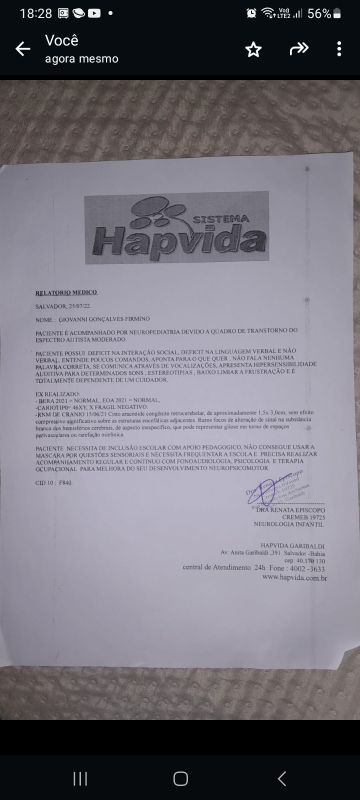 18:28
56%
Você
agora mesmo
SISTEMA
Hapvida
RELATORIO MEDICO
SALVADOR, 25/07/22.
NOME : GIOVANNI GONÇALVES FIRMINO
PACIENTE É ACOMPANHADO POR NEUROPEDIATRIA DEVIDO A QUADRO DE TRANSTORNO DO
ESPECTRO AUTISTA MODERADO.
PACIENTE POSSUI DEFICIT NA INTERAÇÃO SOCIAL, DEFICIT NA LINGUAGEM VERBAL E NÃO
VERBAL. ENTENDE POUCOS COMANDOS, APONTA PARA O QUE QUER. NÃO FALA NENHUMA
PALAVRA CORRETA, SE COMUNICA ATRAVÉS DE VOCALIZAÇÕES, APRESENTA HIPERSENSIBILIDADE
AUDITIVA PARA DETERMINADOS SONS, ESTEREOTIPIAS, BAIXO LIMIAR A FRUSTRAÇÃO E É
TOTALMENTE DEPENDENTE DE UM CUIDADOR.
EX REALIZADO:
- BERA 2021 = NORMAL, EOA 2021 = NORMAL,
-CARIOTIPO= 46XY, X FRAGIL NEGATIVO.
-RNM DE CRANIO 15/06/21 Cisto aracnóide congênito retrocerebelar, de aproximadamente 1,5x 3,0cm, sem efeito
compressivo significativo sobre as estruturas encefálicas adjacentes. Raros focos de alteração de sinal na substância
branca dos hemisférios cerebrais, de aspecto inespecífico, que pode representar gliose em torno de espaços
perivasculares ou rarefação mielínica.
PACIENTE NECESSITA DE INCLUSÃO ESCOLAR COM APOIO PEDAGOGICO, NÃO CONSEGUE USAR A
MASCARA POR QUESTÕES SENSORIAIS E NECESSITA FREQUENTAR A ESCOLA E PRECISA REALIZAR
ACOMPANHAMENTO REGULAR E CONTINUO COM FONOAUDIOLOGIA, PSICOLOGIA E TERAPIA
OCUPACIONAL PARA MELHORA DO SEU DESENVOLVIMENTO NEUROPSICOMOTOR.
CID 10 : F840.
DRA RENATA EPISCOPO
CREMEB 19725
NEUROLOGIA INFANTIL
HAPVIDA GARIBALDI
Av. Anita Garibaldi ,391 Salvador -Bahia
cep: 40.170 130
central de Atendimento 24h Fone : 4002 -3633
www.hapvida.com.br